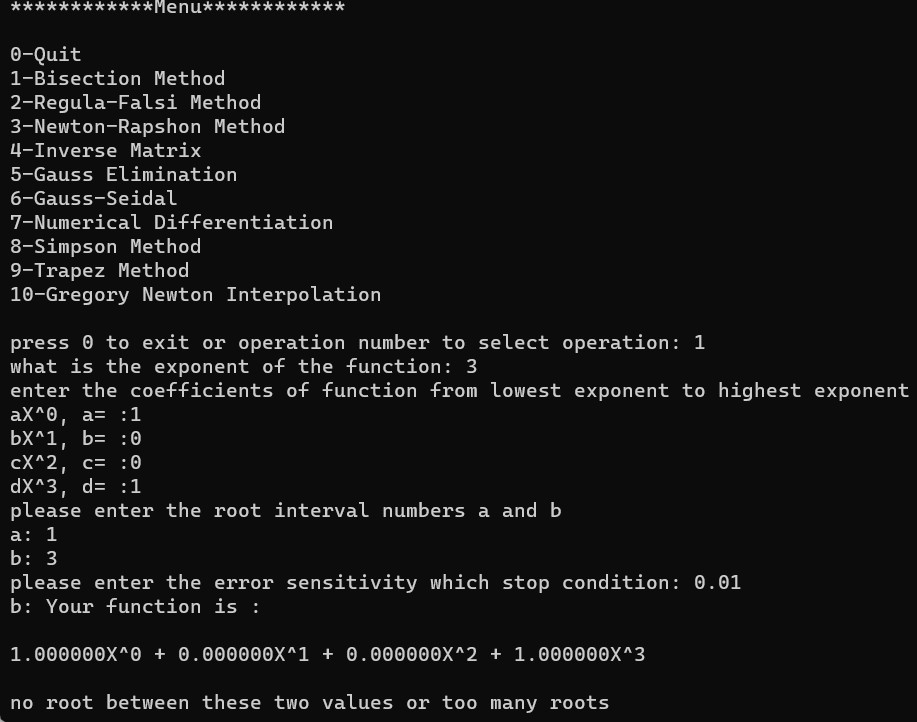 ************Menu************
0-Quit
1-Bisection Method
2-Regula-Falsi Method
3-Newton-Rapshon Method
4-Inverse Matrix
5-Gauss Elimination
6-Gauss-Seidal
7-Numerical Differentiation
8-Simpson Method
9-Trapez Method
10-Gregory Newton Interpolation
press 0 to exit or operation number to select operation: 1
what is the exponent of the function: 3
enter the coefficients of function from lowest exponent to highest exponent
aX^0, a= :1
bX^1, b= :0
cX^2, c= :0
dX^3, d= :1
please enter the root interval numbers a and b
a: 1
b: 3
please enter the error sensitivity which stop condition: 0.01
b: Your function is :
1.000000X^0 + 0.000000X^1 + 0.000000X^2 + 1.000000X^3
no root between these two values or too many roots